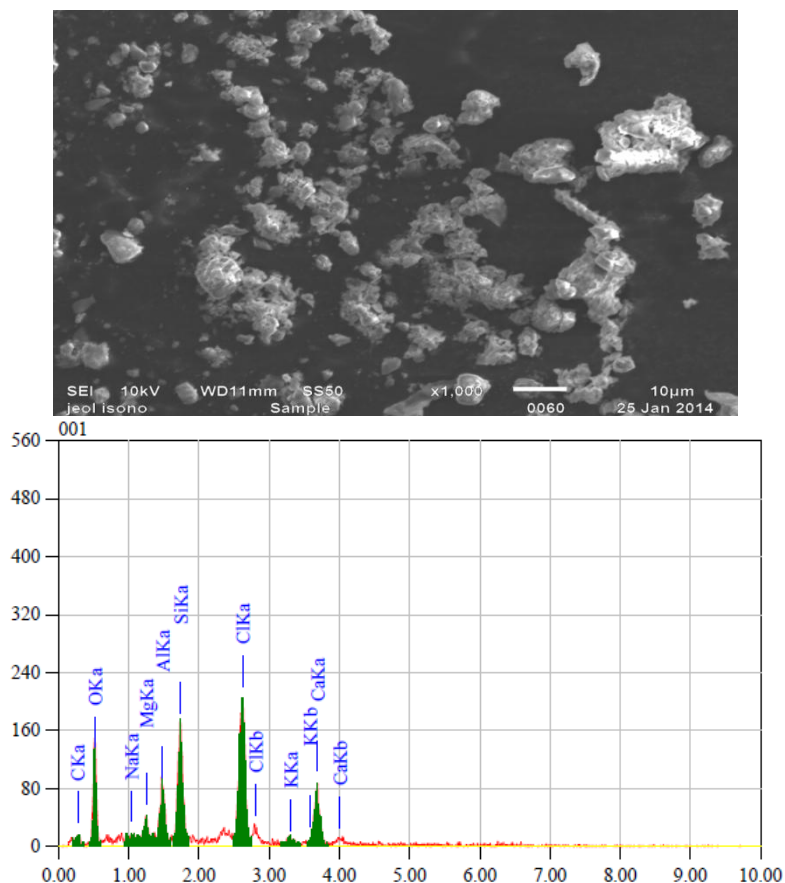 SEI 10kV WD11mm SS50 x1,000 10µm
jeol isono Sample 0060 25 Jan 2014
001
560
480
400
320
240
160
80
0
CKa
OKa
NaKa
MgKa
AlKa
SiKa
ClKa
ClKb
KKa
KKb
CaKa
CaKb
0.00 1.00 2.00 3.00 4.00 5.00 6.00 7.00 8.00 9.00 10.00